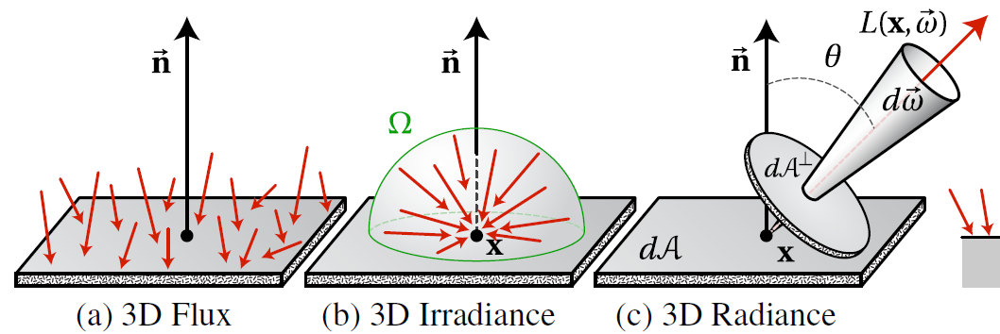 n⃗
n⃗
Ω
x
n⃗
θ
L(x, ω⃗)
dω⃗
d𝒜⊥
d𝒜
x
(a) 3D Flux (b) 3D Irradiance (c) 3D Radiance